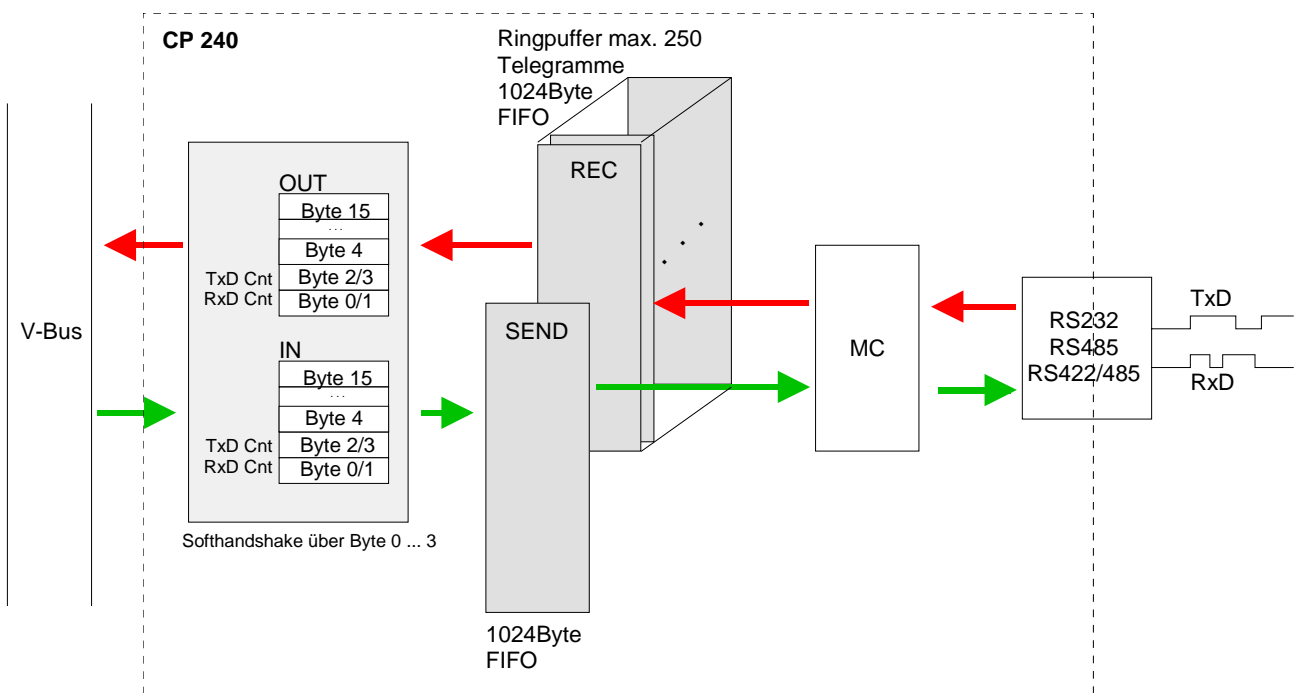 CP 240
Ringpuffer max. 250
Telegramme
1024Byte
FIFO
REC
OUT
Byte 15
...
Byte 4
TxD Cnt Byte 2/3
RxD Cnt Byte 0/1
V-Bus
IN
Byte 15
...
Byte 4
TxD Cnt Byte 2/3
RxD Cnt Byte 0/1
Softhandshake über Byte 0 ... 3
SEND
1024Byte
FIFO
MC
RS232
RS485
RS422/485
TxD
RxD